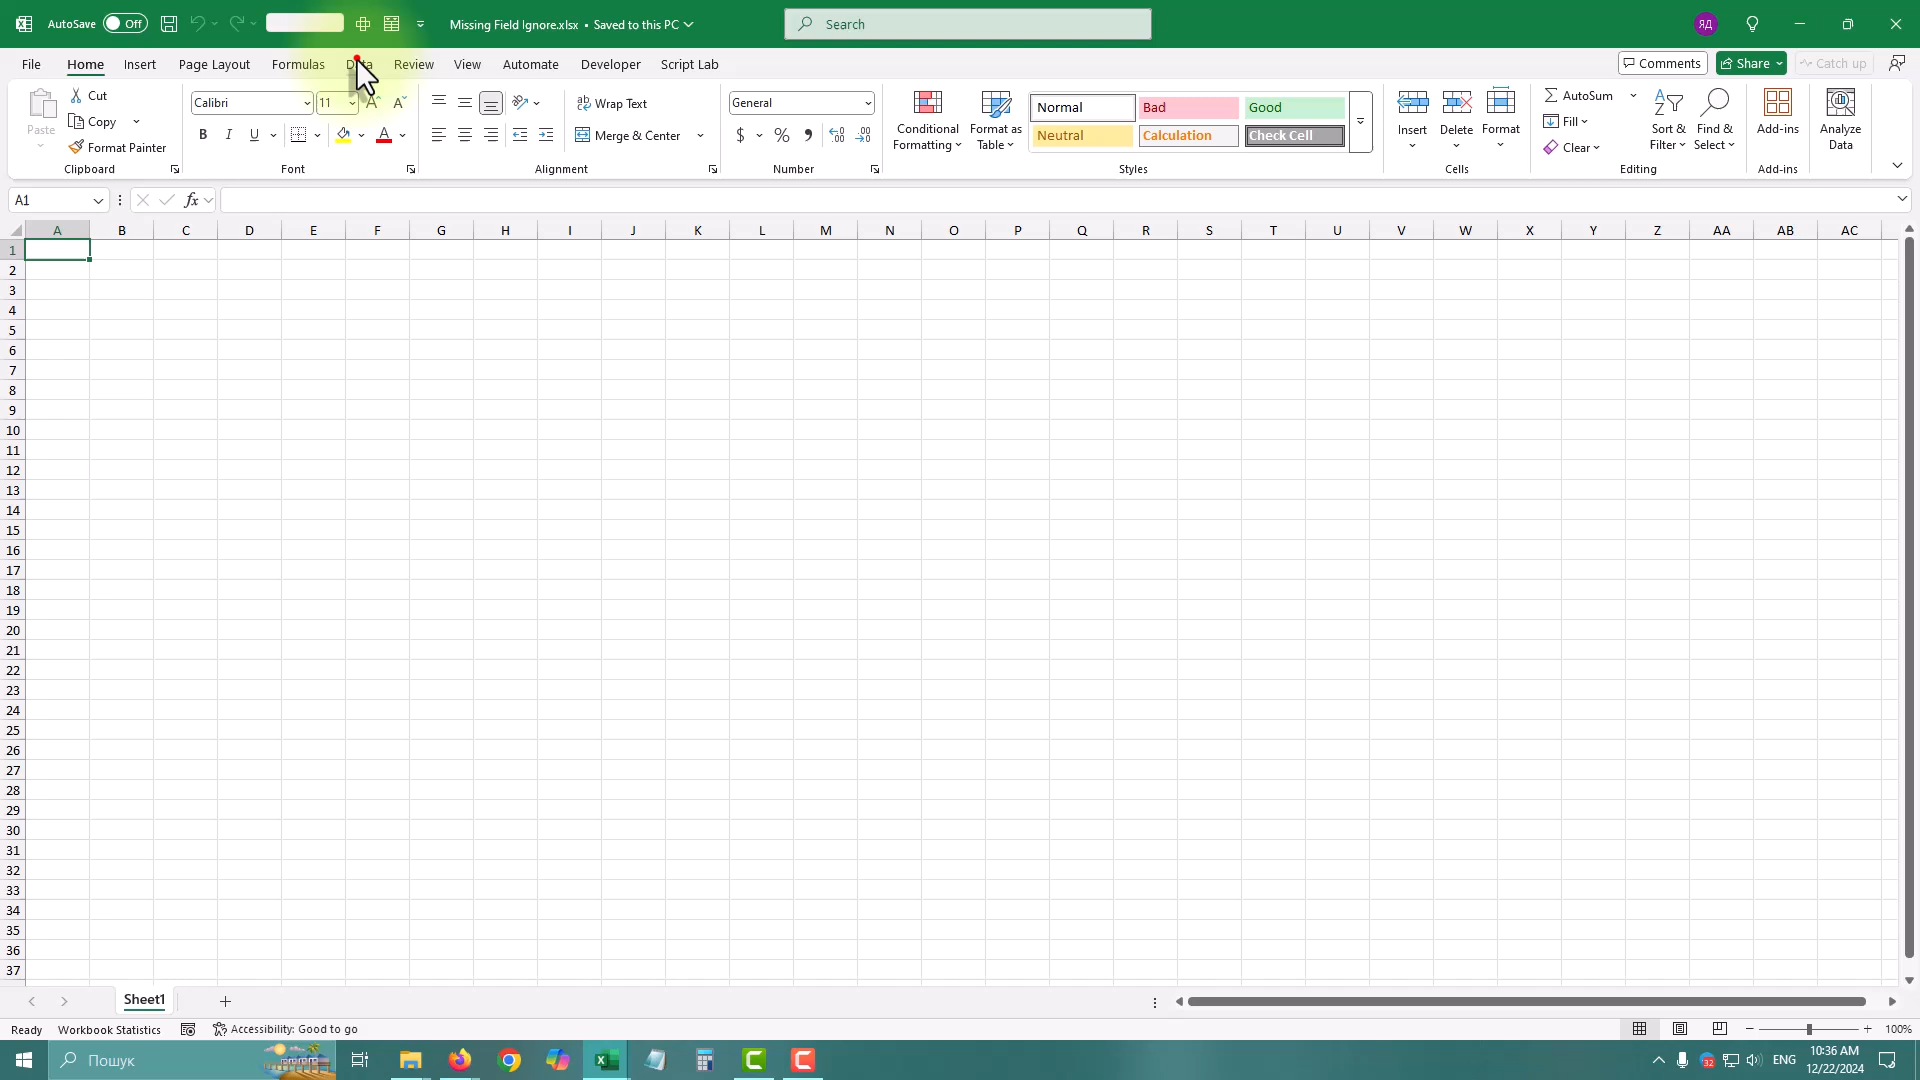 AutoSave Off Missing Field Ignore.xlsx • Saved to this PC Search ЯД
File Home Insert Page Layout Formulas Data Review View Automate Developer Script Lab Comments Share Catch up
Paste Cut Copy Format Painter Clipboard
Calibri 11 B I U A Font
Wrap Text Merge & Center Alignment
General $ % Number
Conditional Formatting Format as Table
Normal Bad Good
Neutral Calculation Check Cell
Styles
Insert Delete Format Cells
AutoSum Fill Clear Sort & Filter Find & Select Editing
Add-ins Add-ins
Analyze Data
A1 fx
A B C D E F G H I J K L M N O P Q R S T U V W X Y Z AA AB AC
1
2
3
4
5
6
7
8
9
10
11
12
13
14
15
16
17
18
19
20
21
22
23
24
25
26
27
28
29
30
31
32
33
34
35
36
37
Sheet1
Ready Workbook Statistics Accessibility: Good to go 100%
Пошук 32 ENG 10:36 AM
12/22/2024